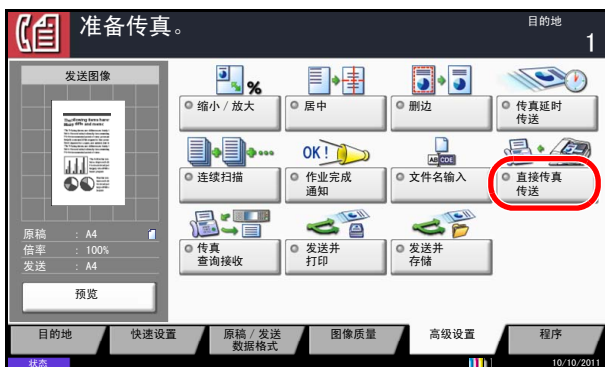 准备传真。
目的地
1
发送图像
原稿 : A4
倍率 : 100%
发送 : A4
预览
%
缩小 / 放大
居中
删边
传真延时
传送
连续扫描
OK!
作业完成
通知
AB CDE
文件名输入
直接传真
传送
传真
查询接收
发送并
打印
发送并
存储
目的地
快速设置
原稿 / 发送
数据格式
图像质量
高级设置
程序
状态
10/10/2011